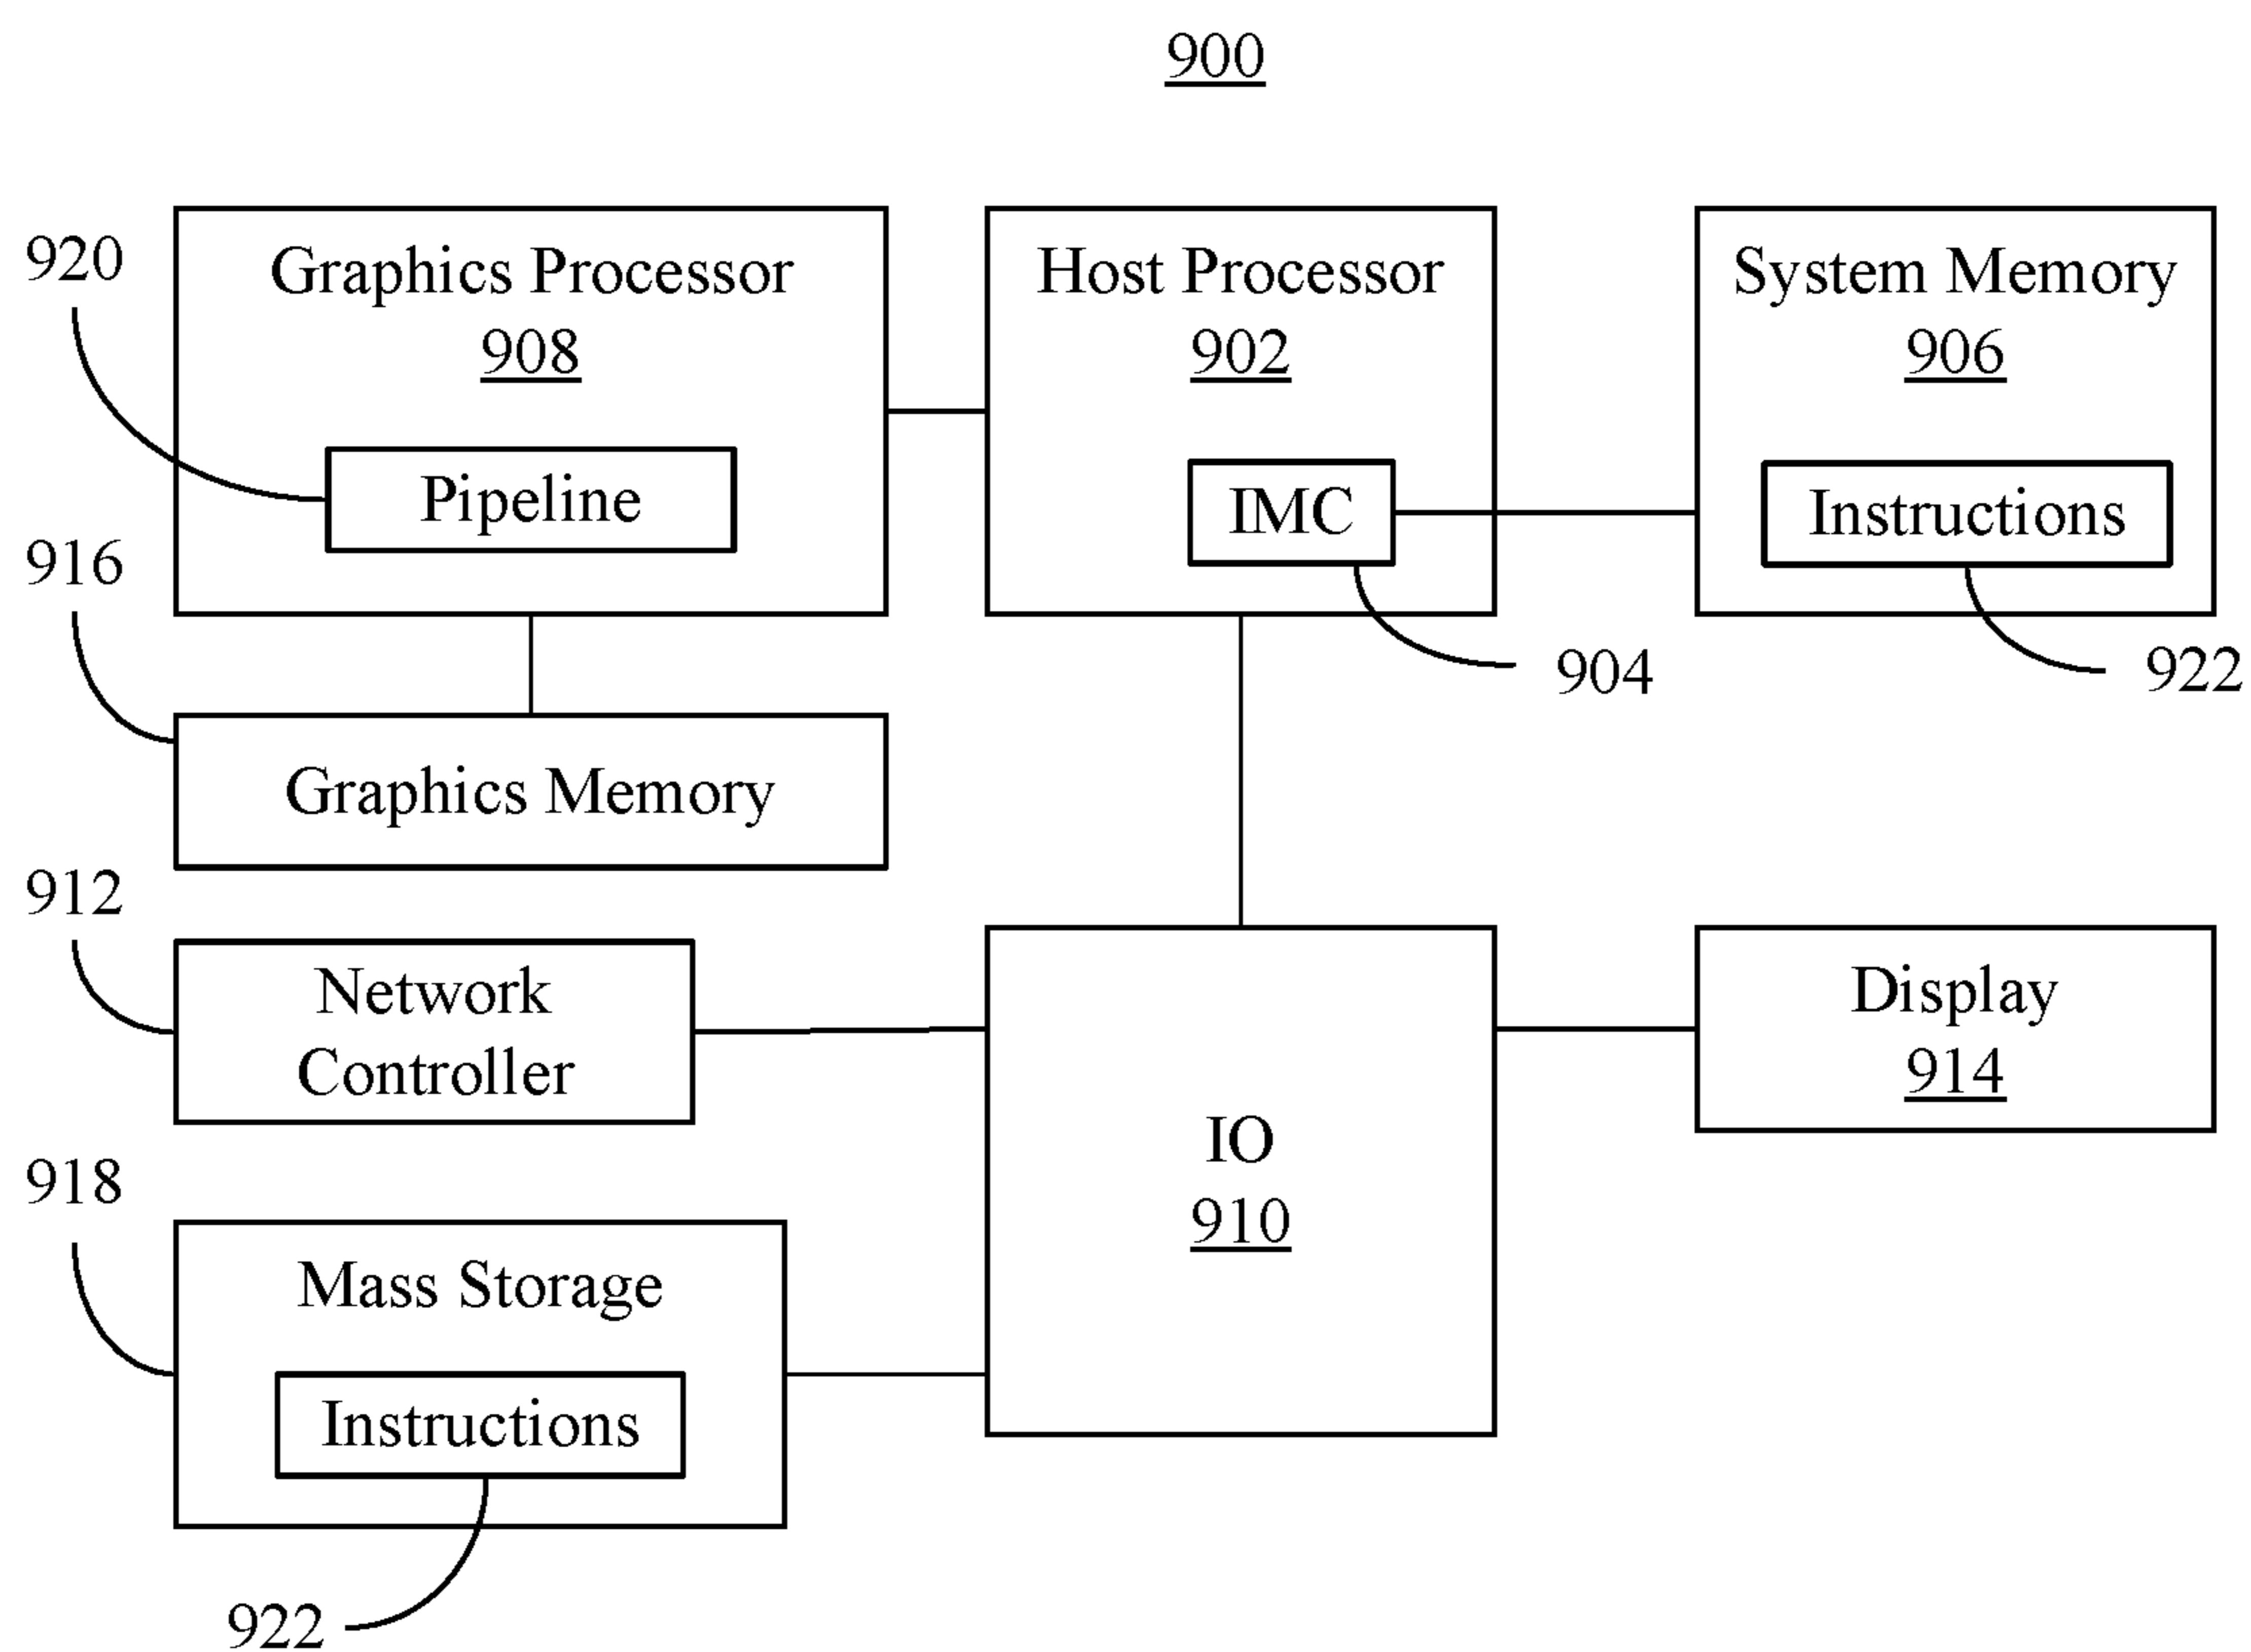 900
920
Graphics Processor
908
Pipeline
Host Processor
902
IMC
904
System Memory
906
Instructions
922
916
Graphics Memory
912
Network
Controller
IO
910
Display
914
918
Mass Storage
Instructions
922